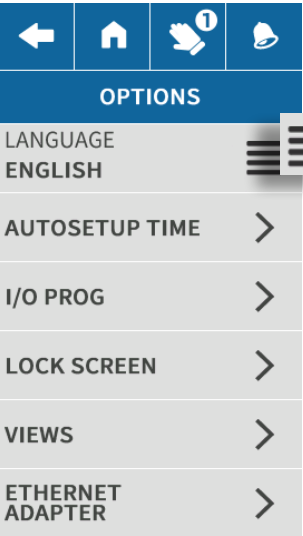 1
OPTIONS
LANGUAGE
ENGLISH
AUTOSETUP TIME
I/O PROG
LOCK SCREEN
VIEWS
ETHERNET
ADAPTER